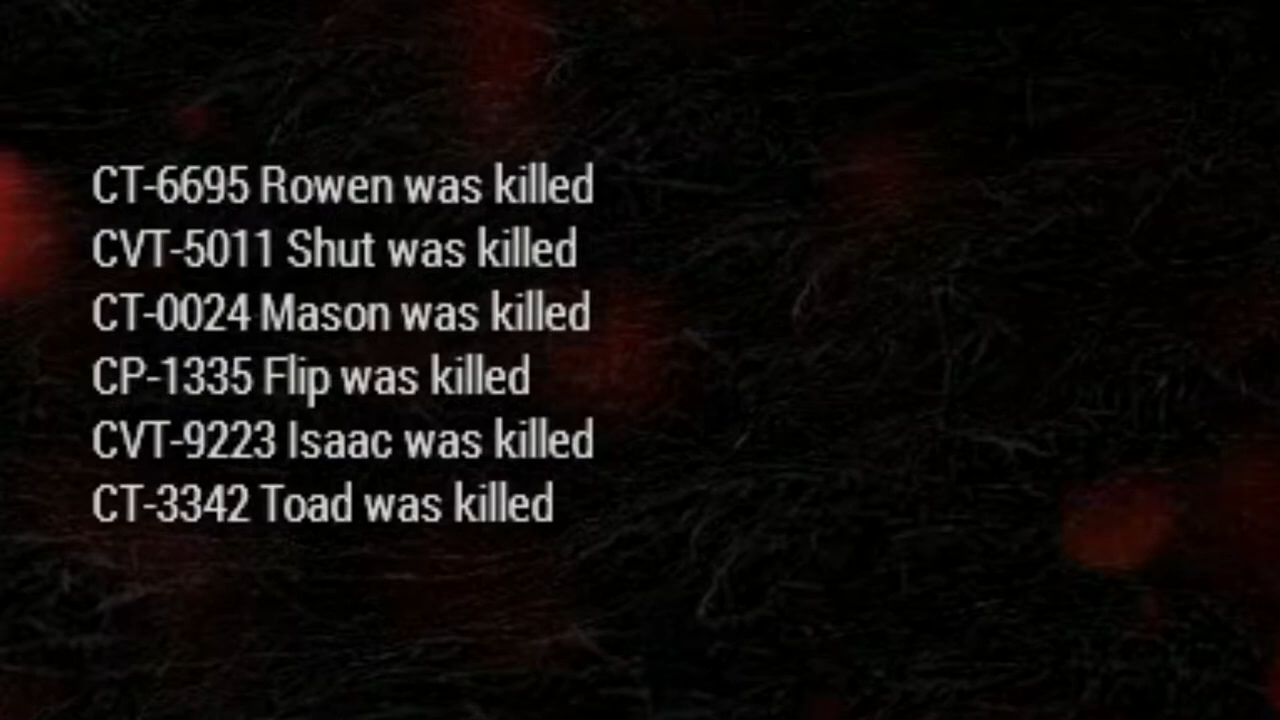 CT-6695 Rowen was killed
CVT-5011 Shut was killed
CT-0024 Mason was killed
CP-1335 Flip was killed
CVT-9223 Isaac was killed
CT-3342 Toad was killed